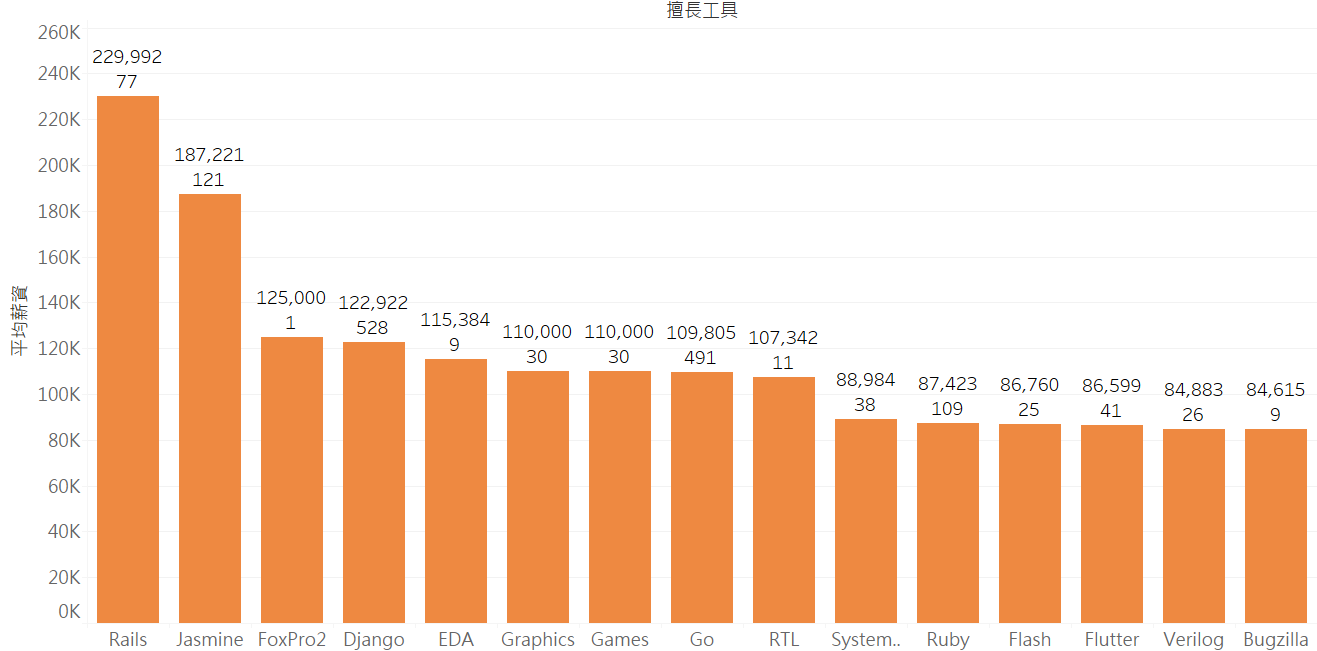 擅長工具
平均薪資
260K
240K
220K
200K
180K
160K
140K
120K
100K
80K
60K
40K
20K
0K
229,992
77
187,221
121
125,000
1
122,922
528
115,384
9
110,000
30
110,000
30
109,805
491
107,342
11
88,984
38
87,423
109
86,760
25
86,599
41
84,883
26
84,615
9
Rails Jasmine FoxPro2 Django EDA Graphics Games Go RTL System.. Ruby Flash Flutter Verilog Bugzilla